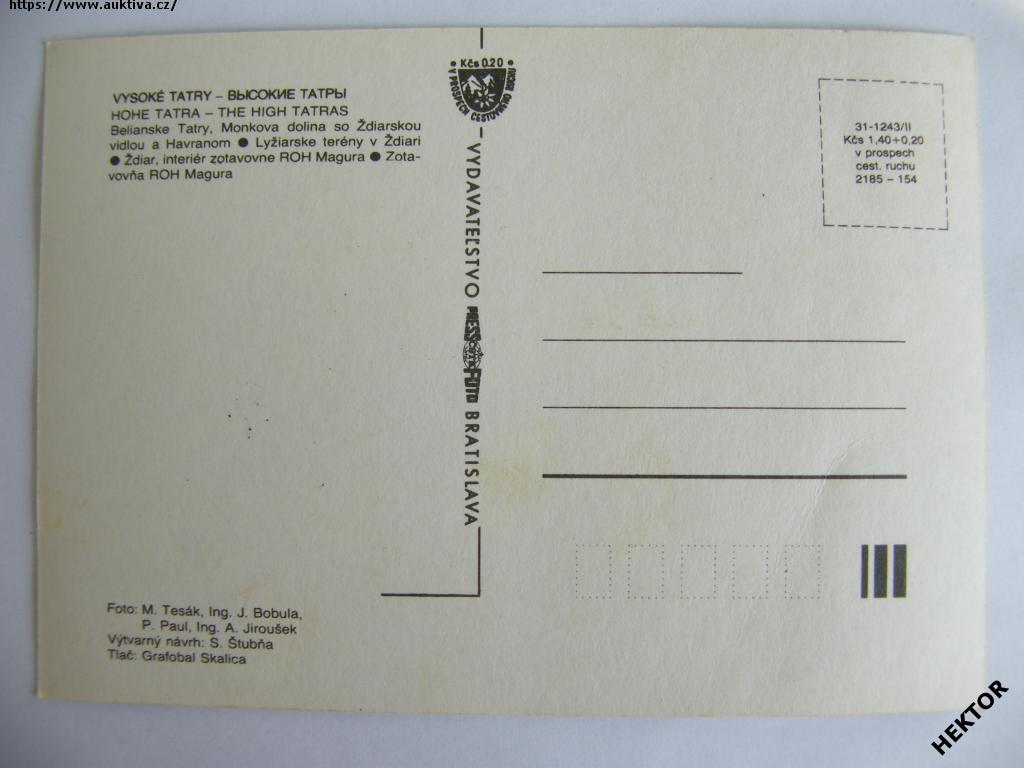 https://www.auktiva.cz/
VYSOKÉ TATRY – ВЫСОКИЕ ТАТРЫ
HOHE TATRA – THE HIGH TATRAS
Belianske Tatry, Monkova dolina so Ždiarskou
vidlou a Havranom ● Lyžiarske terény v Ždiari
● Ždiar, interiér zotavovne ROH Magura ● Zota-
vovňa ROH Magura
Kčs 0.20
V PROSPECH CESTOVNÉHO RUCHU
VYDAVATEĽSTVO PRESSFOTO BRATISLAVA
31-1243/II
Kčs 1,40+0,20
v prospech
cest. ruchu
2185 – 154
Foto: M. Tesák, Ing. J. Bobula,
P. Paul, Ing. A. Jiroušek
Výtvarný návrh: S. Štubňa
Tlač: Grafobal Skalica
HEKTOR